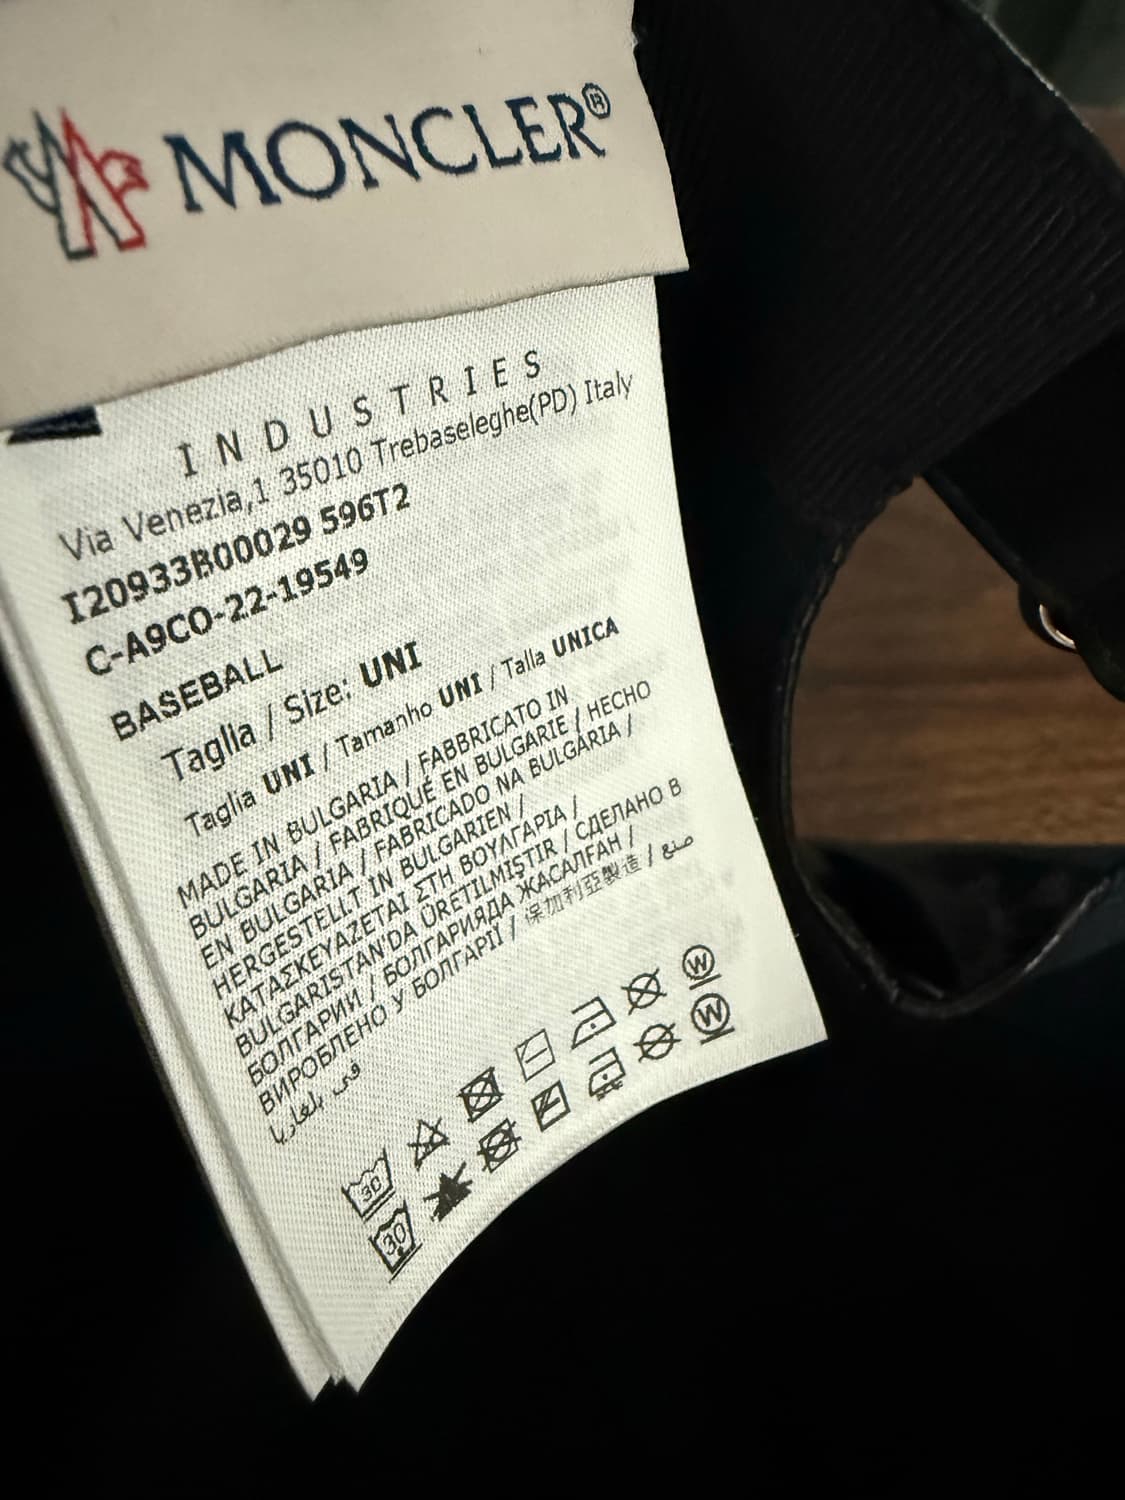 MONCLER®
INDUSTRIES
Via Venezia,1 35010 Trebaseleghe(PD) Italy
I20933B00029 596T2
C-A9CO-22-19549
BASEBALL
Taglia / Size: UNI
Taglia UNI / Tamanho UNI / Talla UNICA
MADE IN BULGARIA / FABBRICATO IN
BULGARIA / FABRIQUÉ EN BULGARIE / HECHO
EN BULGARIA / FABRICADO NA BULGÁRIA /
HERGESTELLT IN BULGARIEN /
ΚΑΤΑΣΚΕΥΑΖΕΤΑΙ ΣΤΗ ΒΟΥΛΓΑΡΙΑ /
BULGARISTAN'DA ÜRETILMIŞTIR / СДЕЛАНО В
БОЛГАРИИ / БОЛГАРИЯДА ЖАСАЛҒАН /
ВИРОБЛЕНО У БОЛГАРІЇ / 保加利亞製造 / صنع
في بلغاريا
30 W
30 W